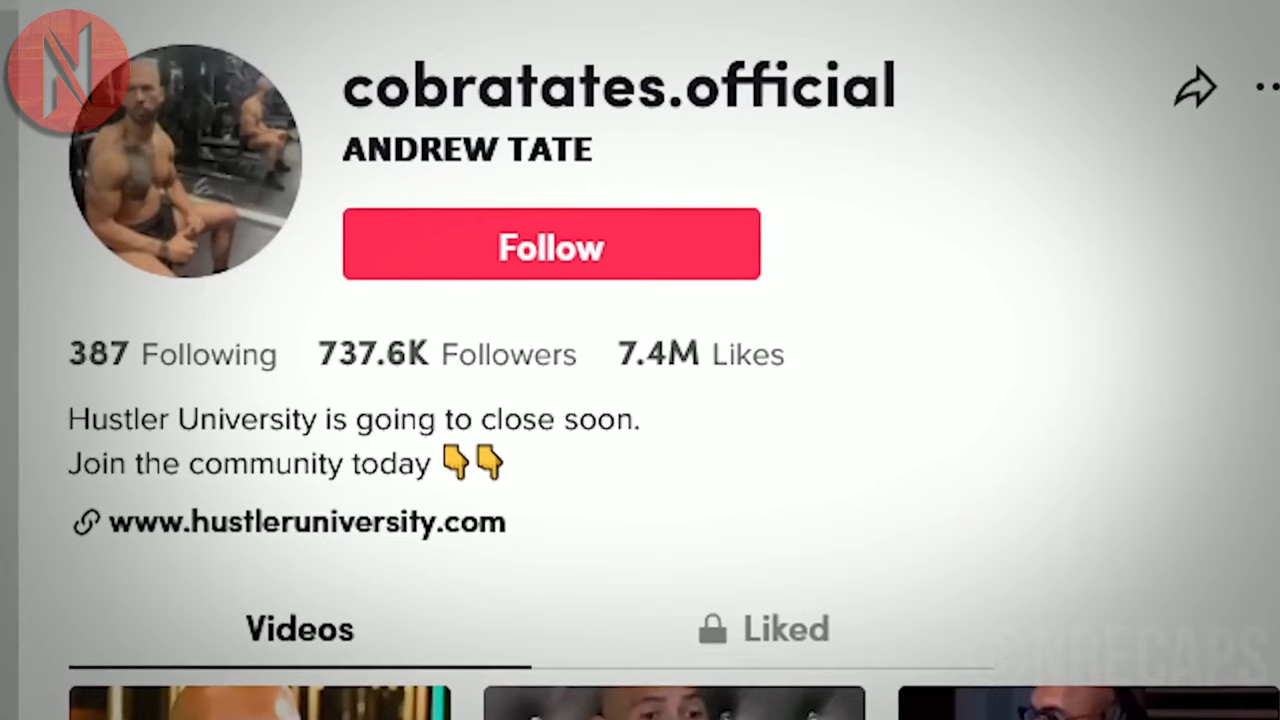 N
cobratates.official
ANDREW TATE
Follow
387 Following 737.6K Followers 7.4M Likes
Hustler University is going to close soon.
Join the community today 👇👇
www.hustleruniversity.com
Videos Liked
NRECAPS